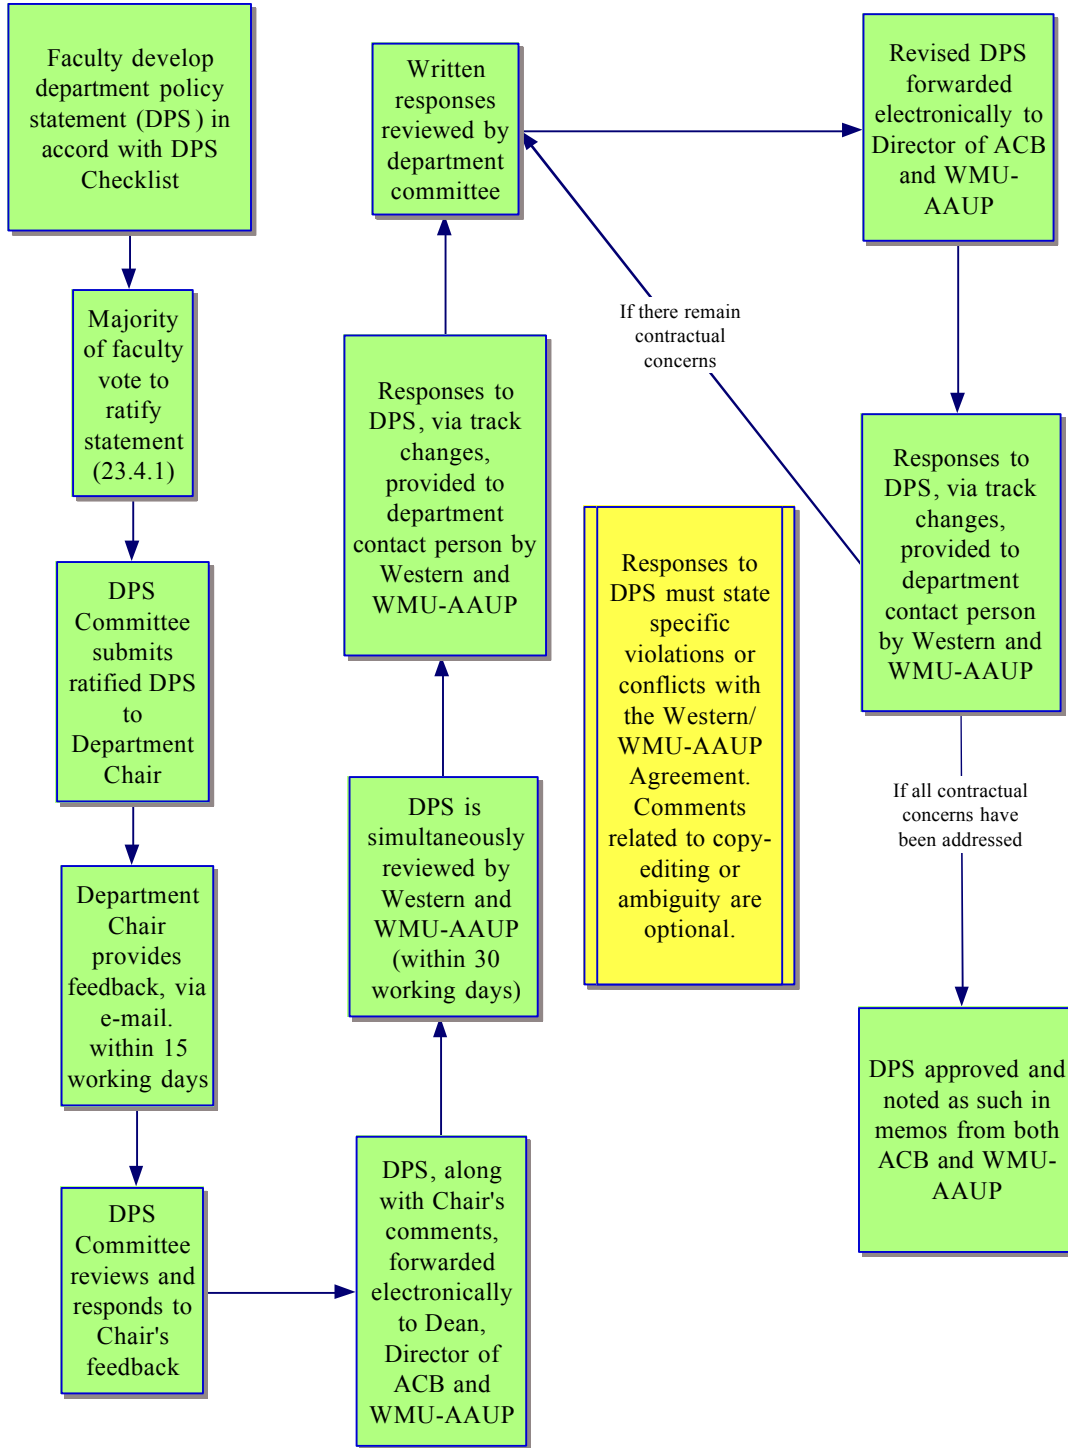 Faculty develop
department policy
statement (DPS) in
accord with DPS
Checklist
Majority
of faculty
vote to
ratify
statement
(23.4.1)
DPS
Committee
submits
ratified DPS
to
Department
Chair
Department
Chair
provides
feedback, via
e-mail.
within 15
working days
DPS
Committee
reviews and
responds to
Chair's
feedback
DPS, along
with Chair's
comments,
forwarded
electronically
to Dean,
Director of
ACB and
WMU-AAUP
DPS is
simultaneously
reviewed by
Western and
WMU-AAUP
(within 30
working days)
Responses to
DPS, via track
changes,
provided to
department
contact person by
Western and
WMU-AAUP
Written
responses
reviewed by
department
committee
Revised DPS
forwarded
electronically to
Director of ACB
and WMU-
AAUP
If there remain
contractual
concerns
Responses to
DPS, via track
changes,
provided to
department
contact person
by Western and
WMU-AAUP
Responses to
DPS must state
specific
violations or
conflicts with
the Western/
WMU-AAUP
Agreement.
Comments
related to copy-
editing or
ambiguity are
optional.
If all contractual
concerns have
been addressed
DPS approved and
noted as such in
memos from both
ACB and WMU-
AAUP